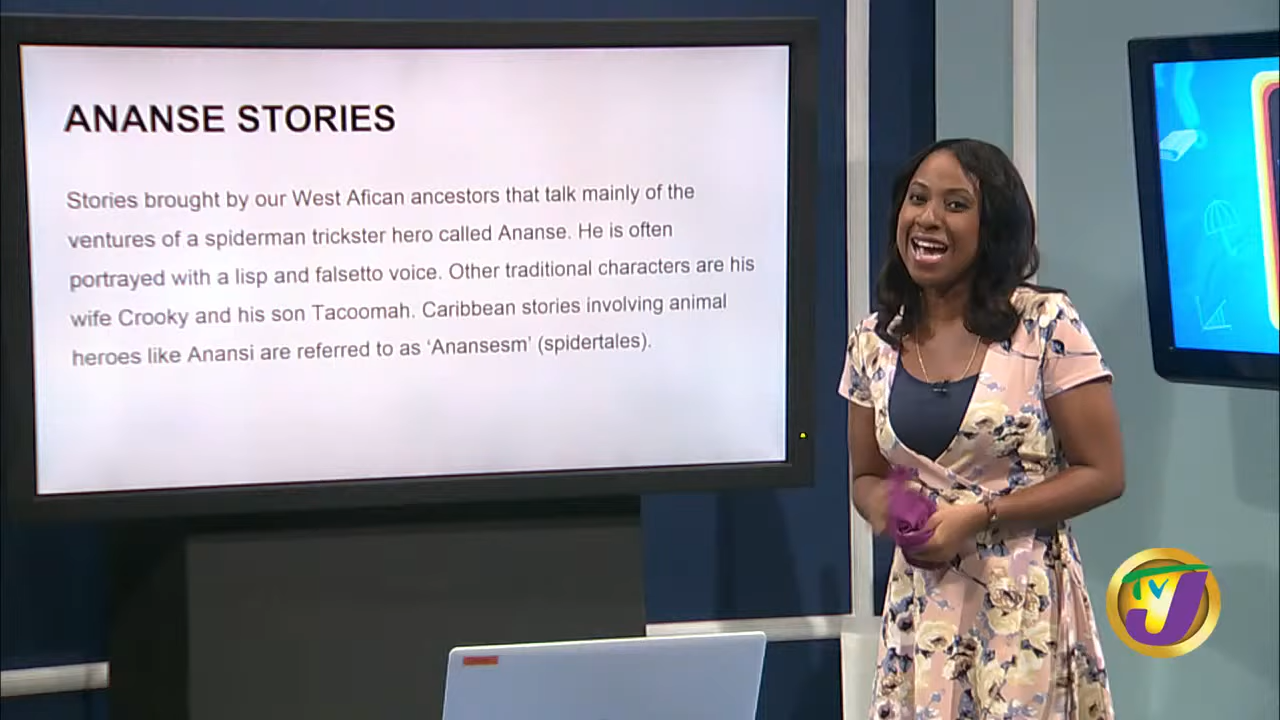 ANANSE STORIES
Stories brought by our West Afican ancestors that talk mainly of the
ventures of a spiderman trickster hero called Ananse. He is often
portrayed with a lisp and falsetto voice. Other traditional characters are his
wife Crooky and his son Tacoomah. Caribbean stories involving animal
heroes like Anansi are referred to as ‘Anansesm’ (spidertales).
TVJ